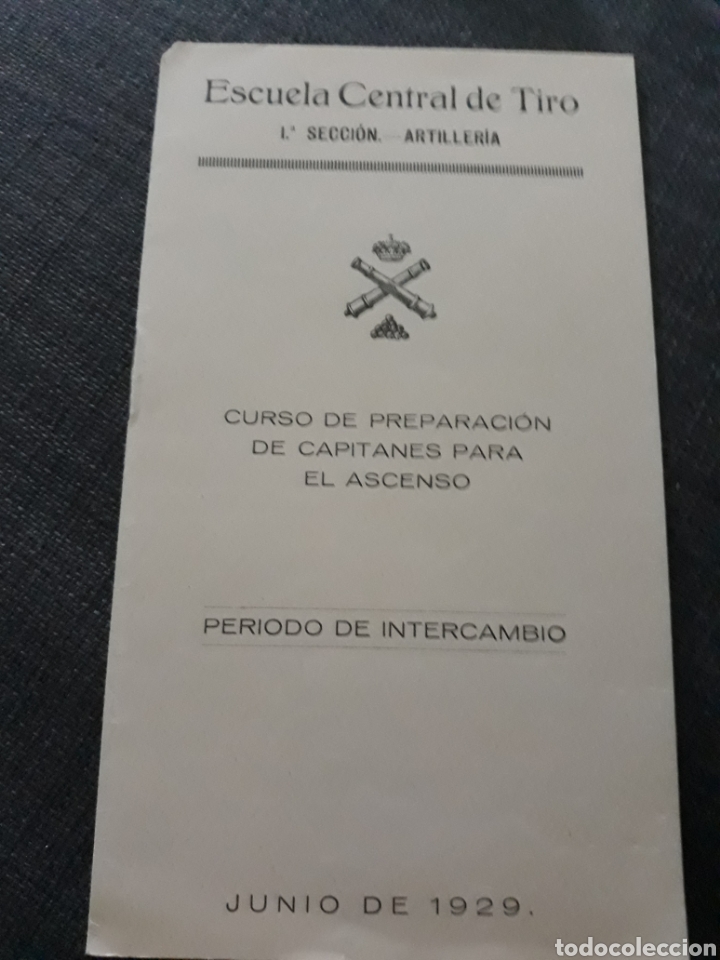 Escuela Central de Tiro
1.ª SECCIÓN.—ARTILLERÍA
CURSO DE PREPARACIÓN
DE CAPITANES PARA
EL ASCENSO
PERIODO DE INTERCAMBIO
JUNIO DE 1929.
todocoleccion